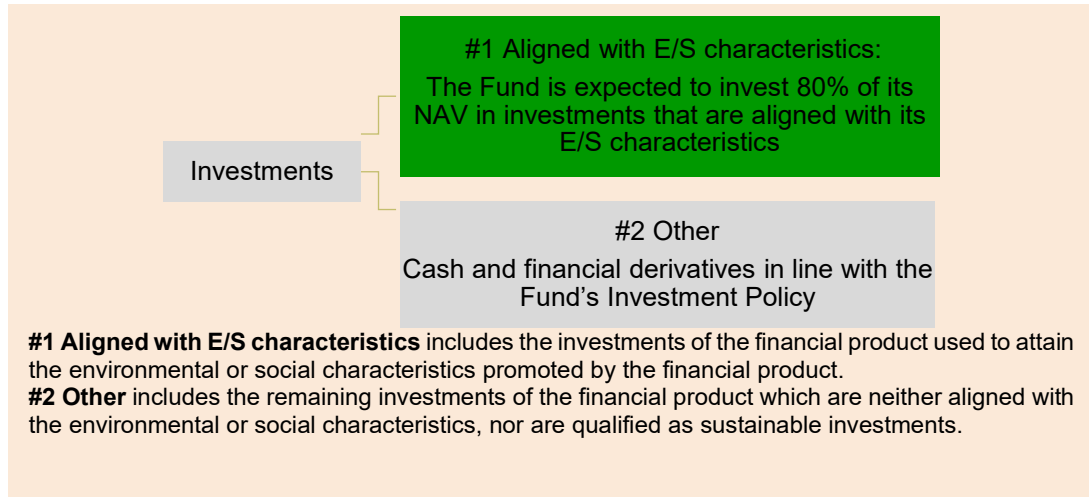 #1 Aligned with E/S characteristics:
The Fund is expected to invest 80% of its
NAV in investments that are aligned with its
E/S characteristics
Investments
#2 Other
Cash and financial derivatives in line with the
Fund’s Investment Policy
#1 Aligned with E/S characteristics includes the investments of the financial product used to attain
the environmental or social characteristics promoted by the financial product.
#2 Other includes the remaining investments of the financial product which are neither aligned with
the environmental or social characteristics, nor are qualified as sustainable investments.